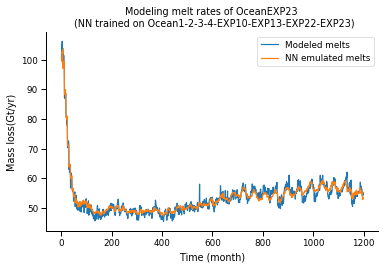 Modeling melt rates of OceanEXP23
(NN trained on Ocean1-2-3-4-EXP10-EXP13-EXP22-EXP23)
Modeled melts
NN emulated melts
Mass loss(Gt/yr)
100
90
80
70
60
50
0
200
400
600
800
1000
1200
Time (month)